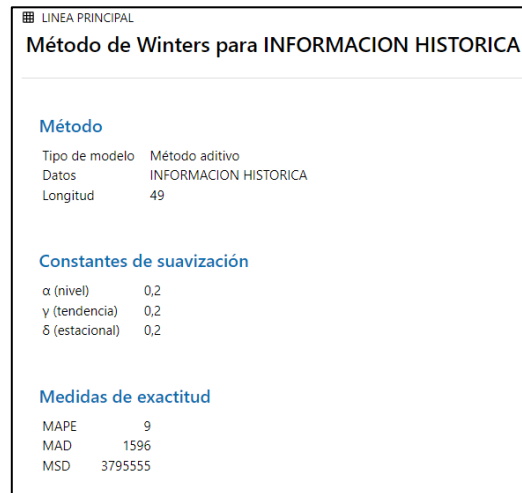 LINEA PRINCIPAL
Método de Winters para INFORMACION HISTORICA
Método
Tipo de modelo Método aditivo
Datos INFORMACION HISTORICA
Longitud 49
Constantes de suavización
α (nivel) 0,2
γ (tendencia) 0,2
δ (estacional) 0,2
Medidas de exactitud
MAPE 9
MAD 1596
MSD 3795555